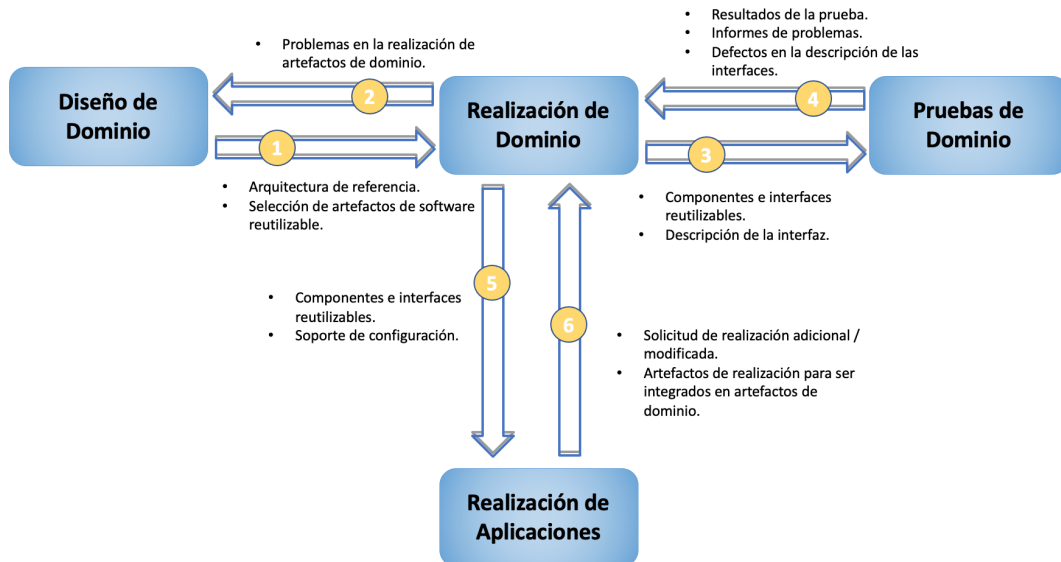 • Resultados de la prueba.
• Informes de problemas.
• Defectos en la descripción de las
interfaces.
• Problemas en la realización de
artefactos de dominio.
Diseño de
Dominio
2
Realización de
Dominio
4
Pruebas de
Dominio
1
3
• Arquitectura de referencia.
• Selección de artefactos de software
reutilizable.
• Componentes e interfaces
reutilizables.
• Descripción de la interfaz.
5
• Componentes e interfaces
reutilizables.
• Soporte de configuración.
6
• Solicitud de realización adicional /
modificada.
• Artefactos de realización para ser
integrados en artefactos de
dominio.
Realización de
Aplicaciones